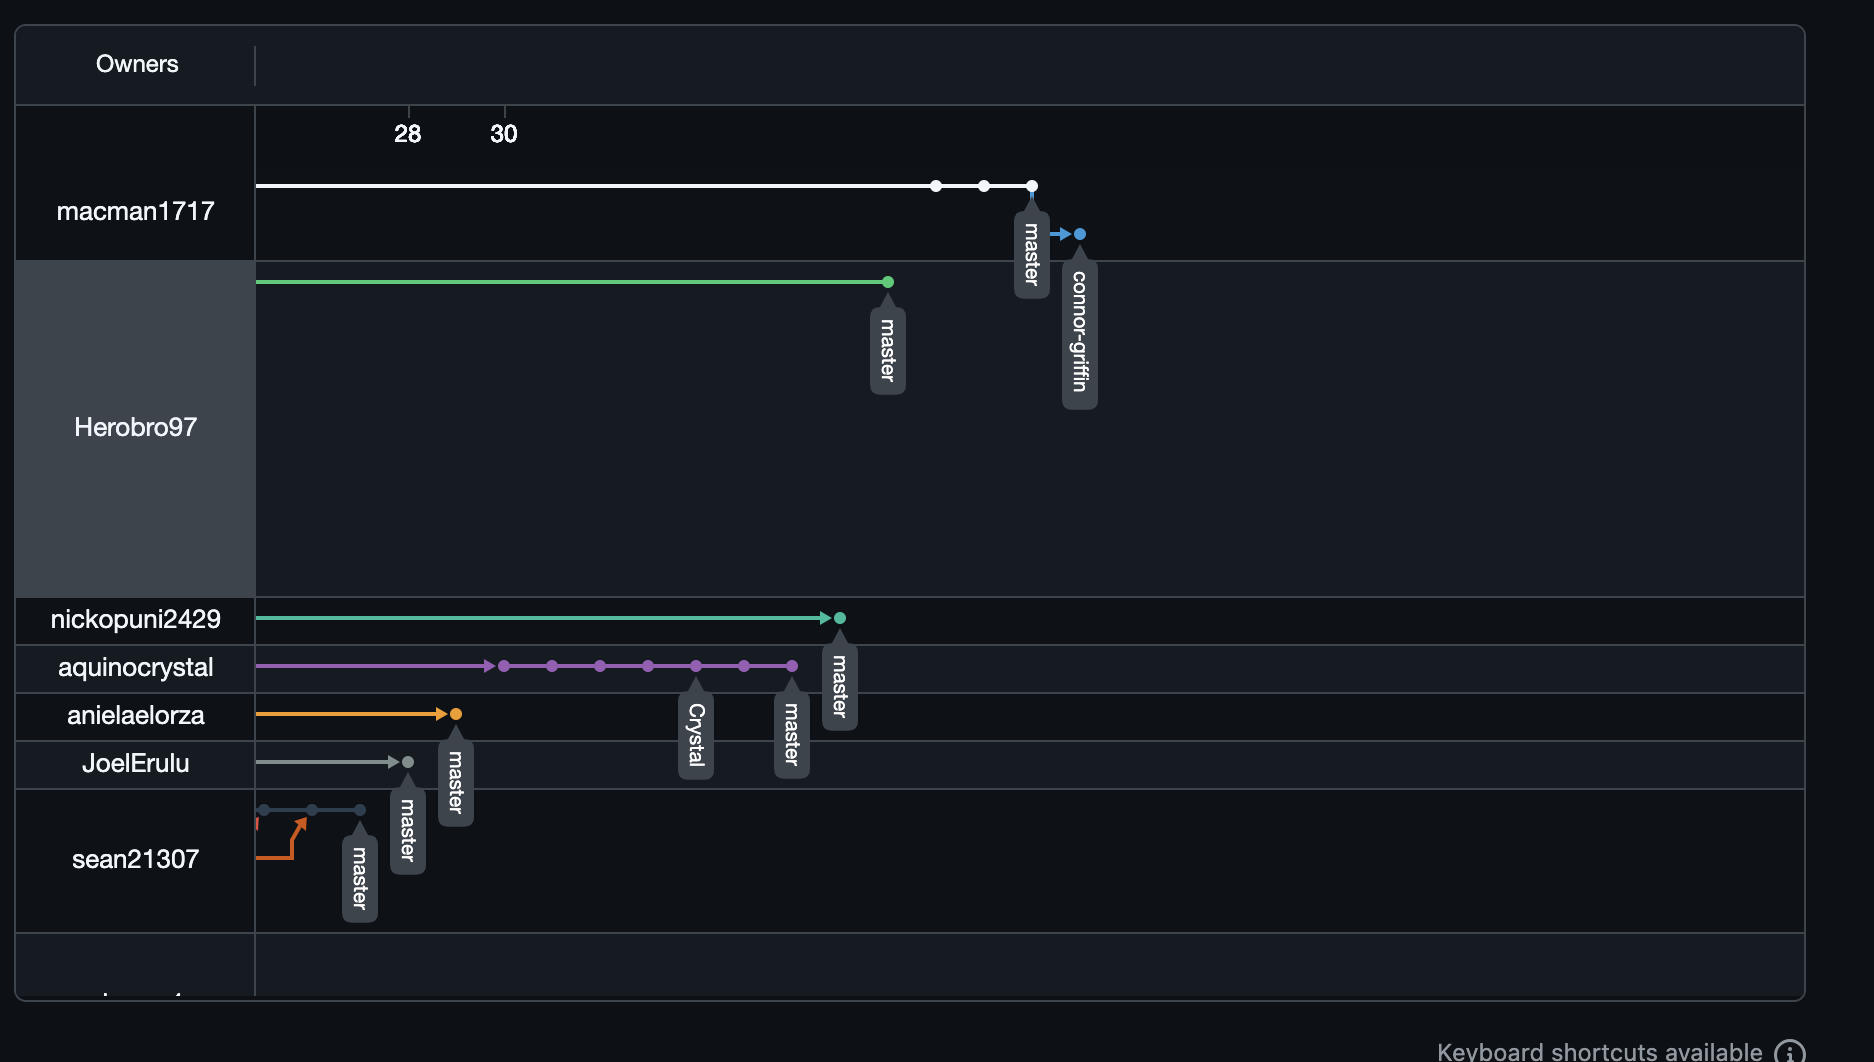 Owners
28 30
macman1717
master
connor-griffin
Herobro97
master
nickopuni2429
master
aquinocrystal
Crystal
master
anielaelorza
master
JoelErulu
master
sean21307
master
Keyboard shortcuts available